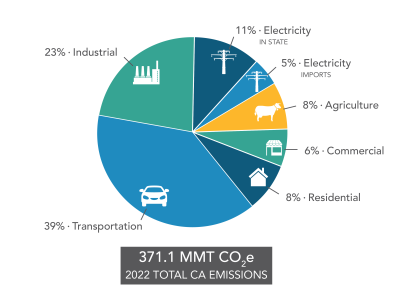 11% · Electricity
IN STATE
23% · Industrial
5% · Electricity
IMPORTS
8% · Agriculture
6% · Commercial
8% · Residential
39% · Transportation
371.1 MMT CO₂e
2022 TOTAL CA EMISSIONS